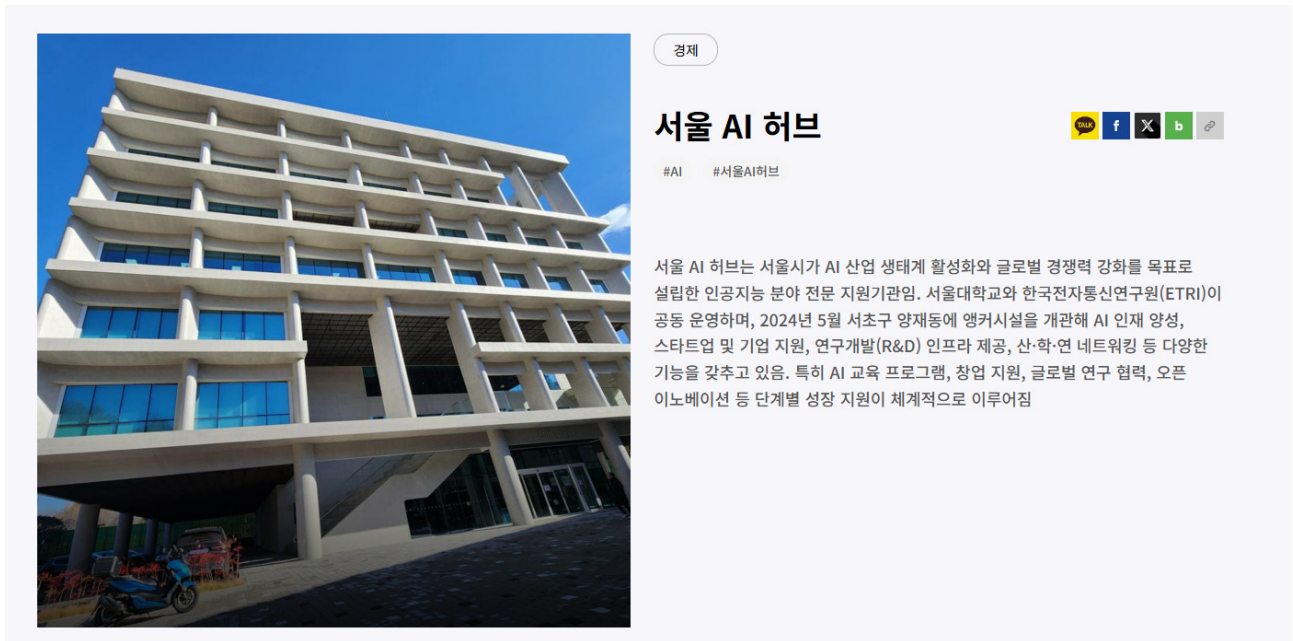 경제
서울 AI 허브
TALK
f
X
b
#AI
#서울AI허브
서울 AI 허브는 서울시가 AI 산업 생태계 활성화와 글로벌 경쟁력 강화를 목표로
설립한 인공지능 분야 전문 지원기관임. 서울대학교와 한국전자통신연구원(ETRI)이
공동 운영하며, 2024년 5월 서초구 양재동에 앵커시설을 개관해 AI 인재 양성,
스타트업 및 기업 지원, 연구개발(R&D) 인프라 제공, 산·학·연 네트워킹 등 다양한
기능을 갖추고 있음. 특히 AI 교육 프로그램, 창업 지원, 글로벌 연구 협력, 오픈
이노베이션 등 단계별 성장 지원이 체계적으로 이루어짐